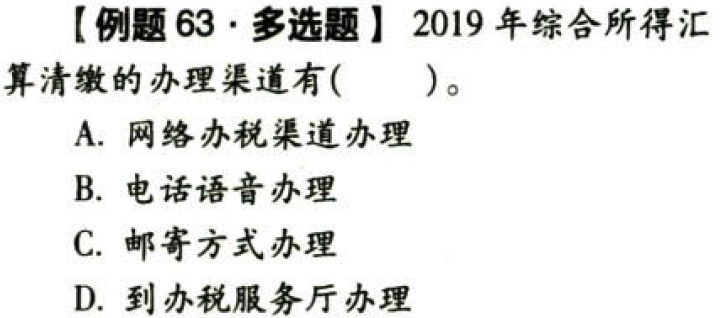 【例题 63·多选题】 2019 年综合所得汇
算清缴的办理渠道有(  )。
A. 网络办税渠道办理
B. 电话语音办理
C. 邮寄方式办理
D. 到办税服务厅办理